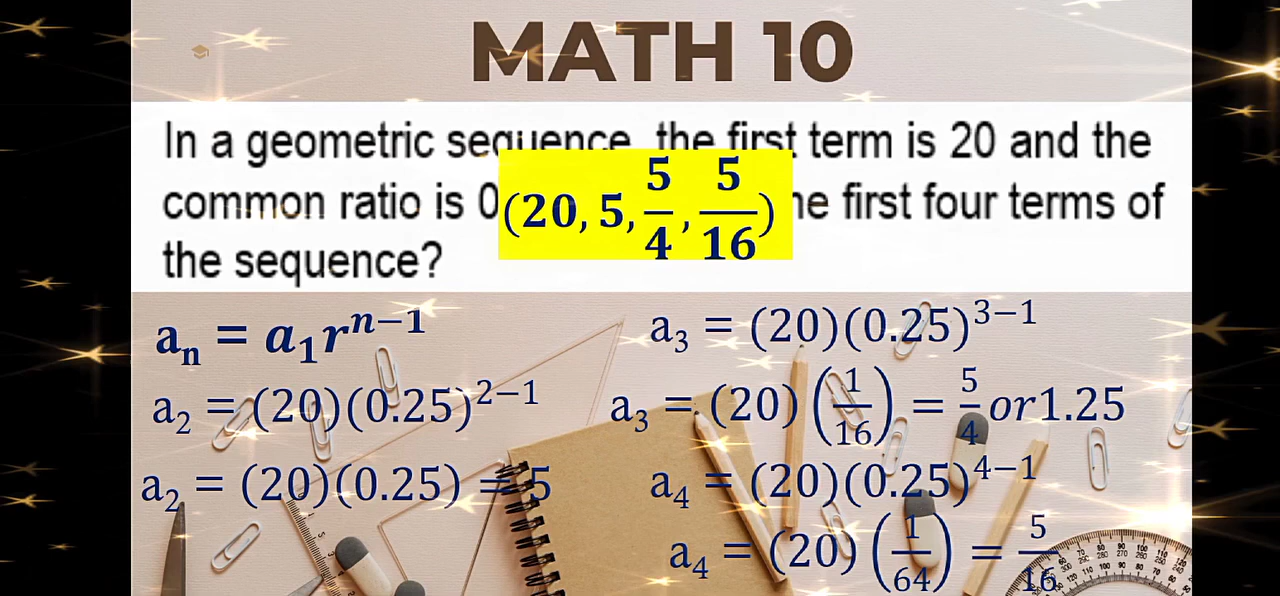 MATH 10
In a geometric sequence, the first term is 20 and the
common ratio is 0 he first four terms of
(20, 5, 5/4, 5/16)
the sequence?
aₙ = a₁rⁿ⁻¹
a₂ = (20)(0.25)²⁻¹
a₂ = (20)(0.25) = 5
a₃ = (20)(0.25)³⁻¹
a₃ = (20)(1/16) = 5/4 or 1.25
a₄ = (20)(0.25)⁴⁻¹
a₄ = (20)(1/64) = 5/16